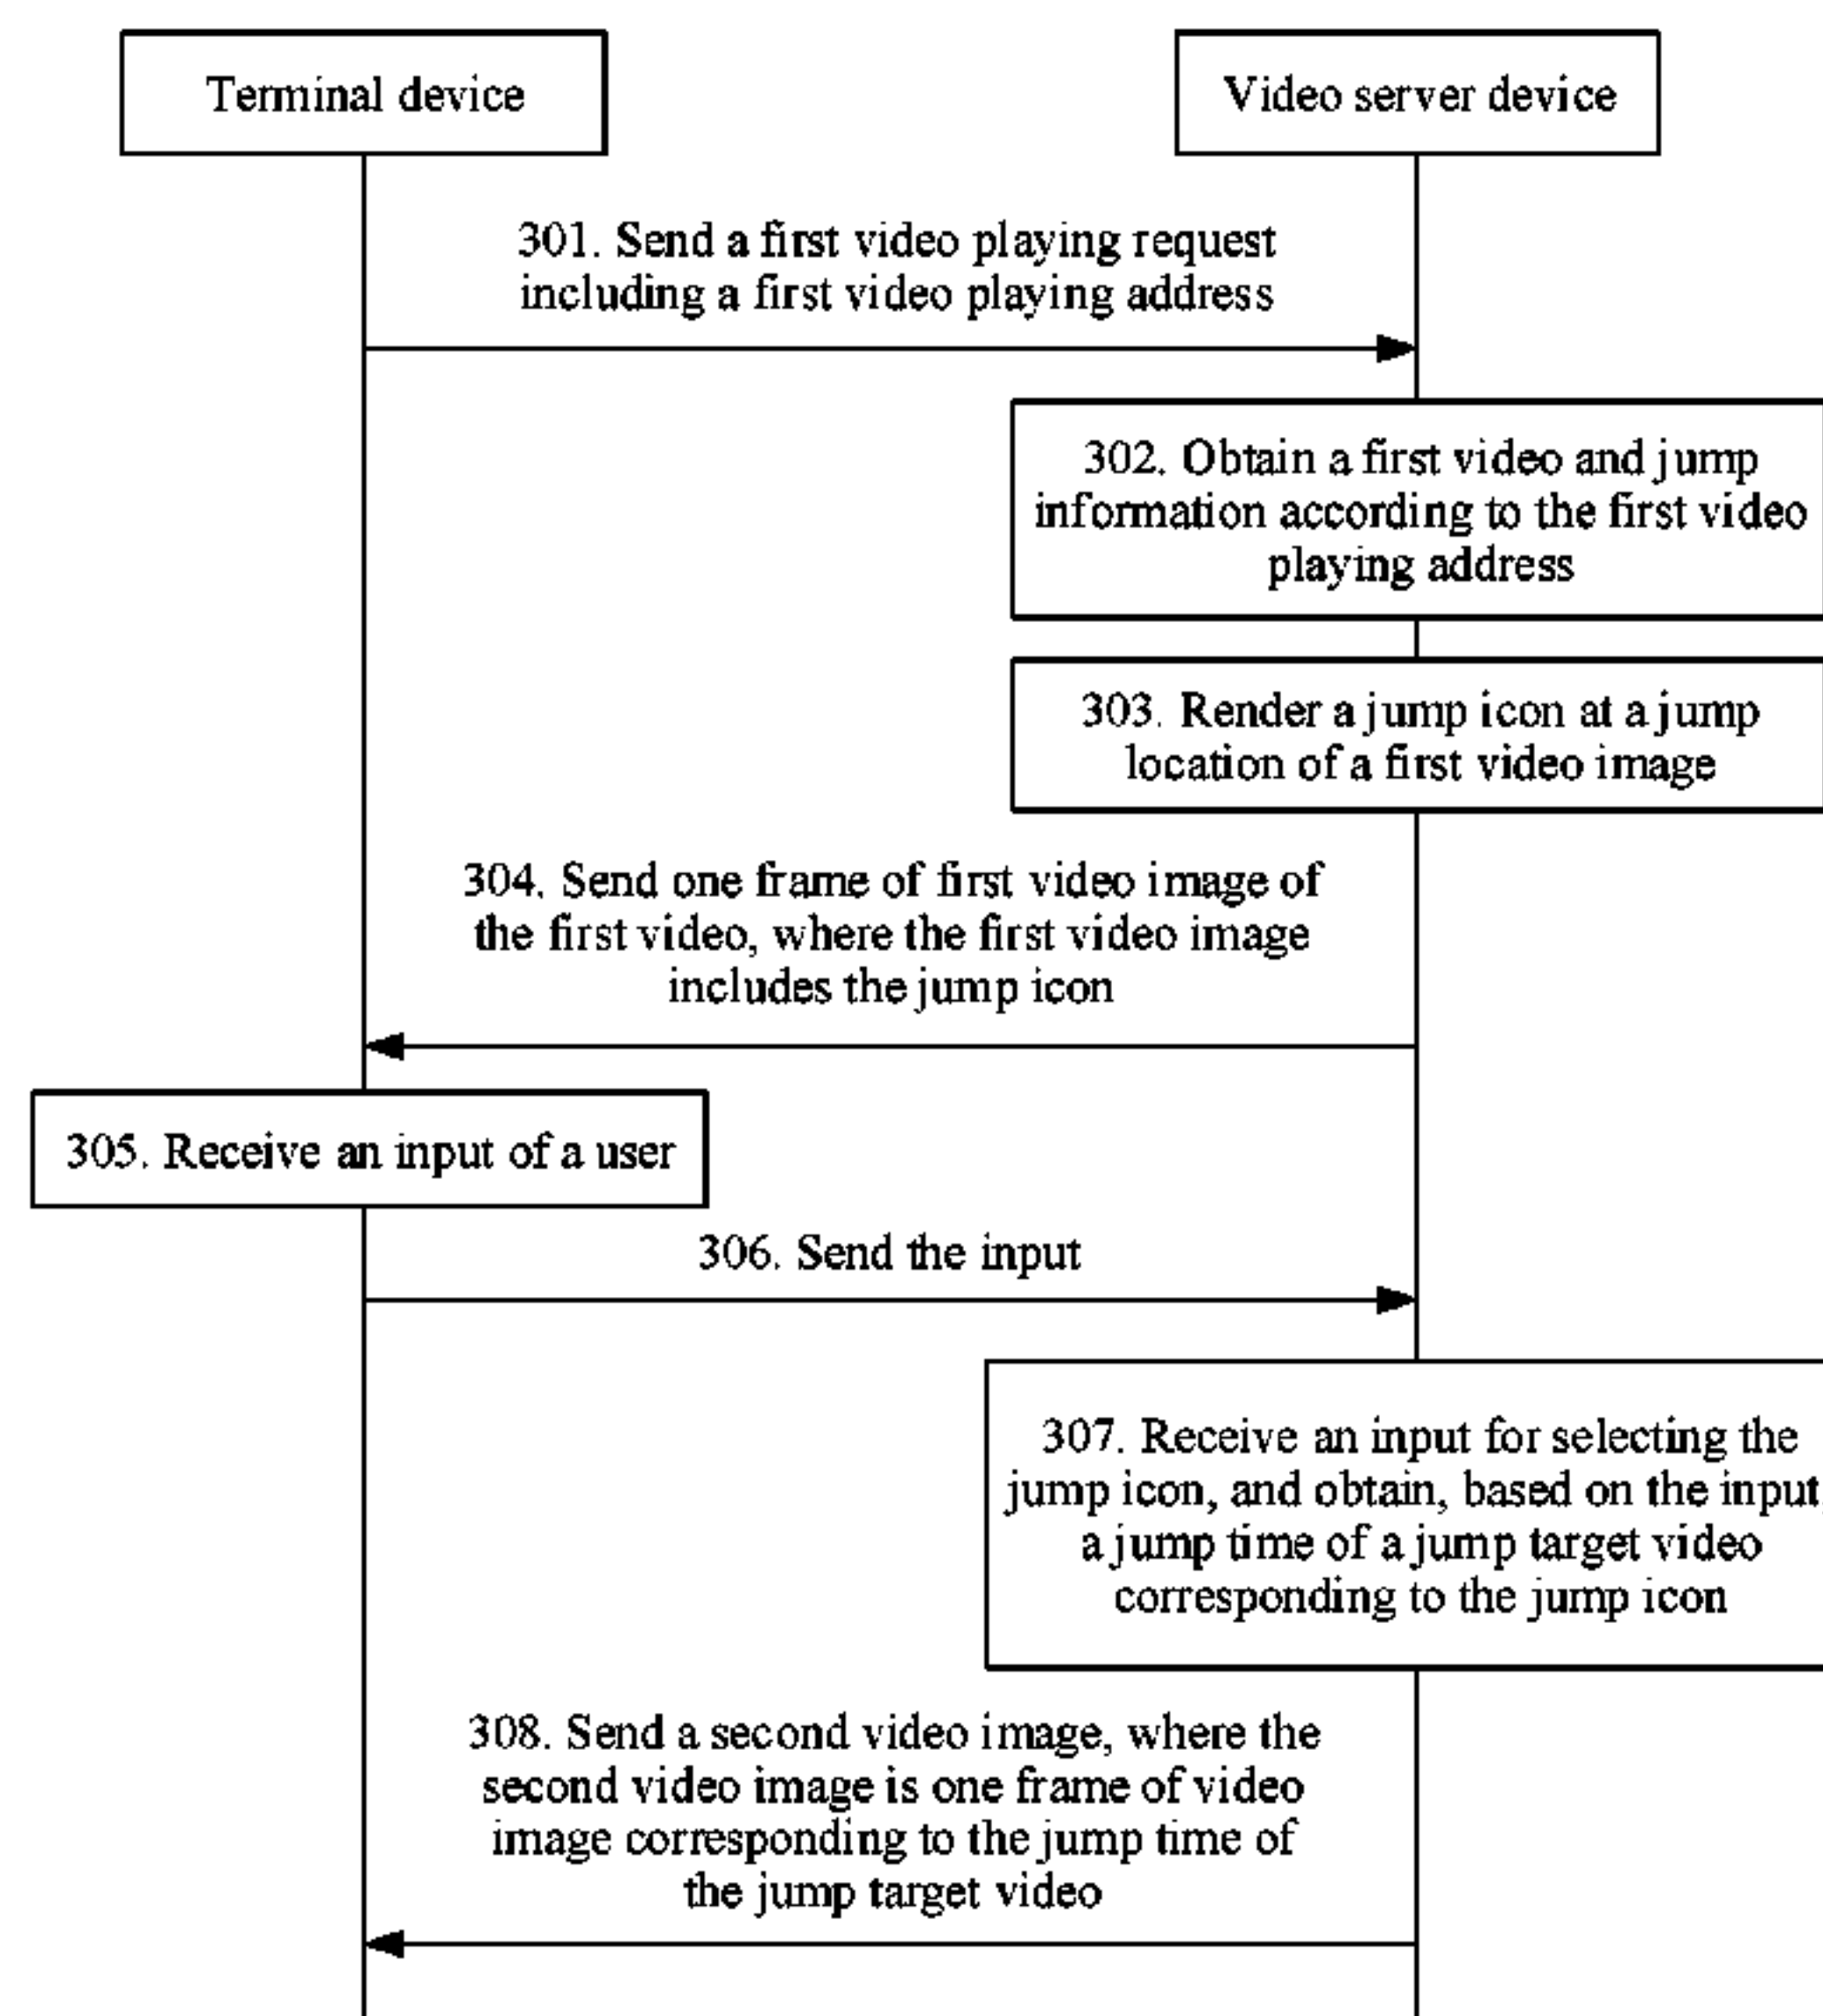 Terminal device
Video server device
301. Send a first video playing request
including a first video playing address
302. Obtain a first video and jump
information according to the first video
playing address
303. Render a jump icon at a jump
location of a first video image
304. Send one frame of first video image of
the first video, where the first video image
includes the jump icon
305. Receive an input of a user
306. Send the input
307. Receive an input for selecting the
jump icon, and obtain, based on the input,
a jump time of a jump target video
corresponding to the jump icon
308. Send a second video image, where the
second video image is one frame of video
image corresponding to the jump time of
the jump target video